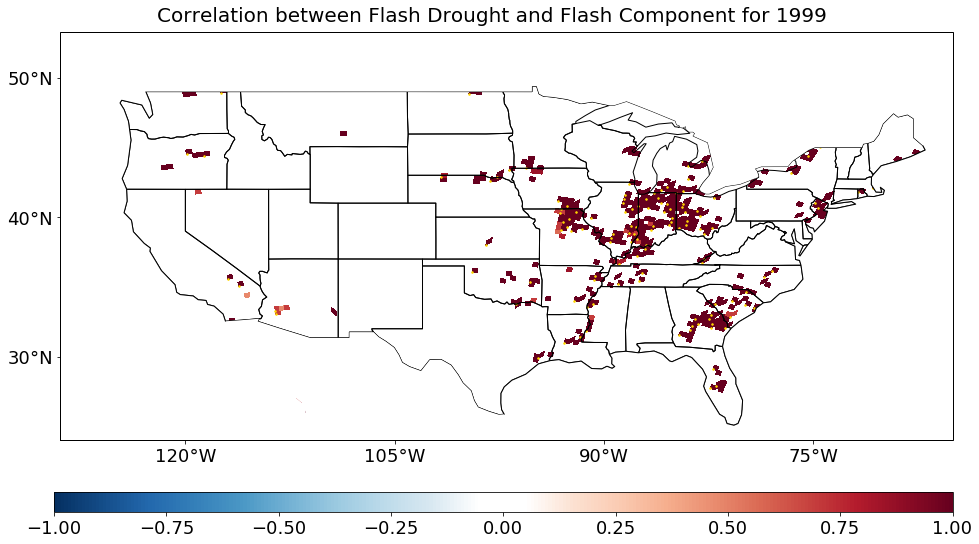 Correlation between Flash Drought and Flash Component for 1999
50°N
40°N
30°N
120°W 105°W 90°W 75°W
−1.00 −0.75 −0.50 −0.25 0.00 0.25 0.50 0.75 1.00